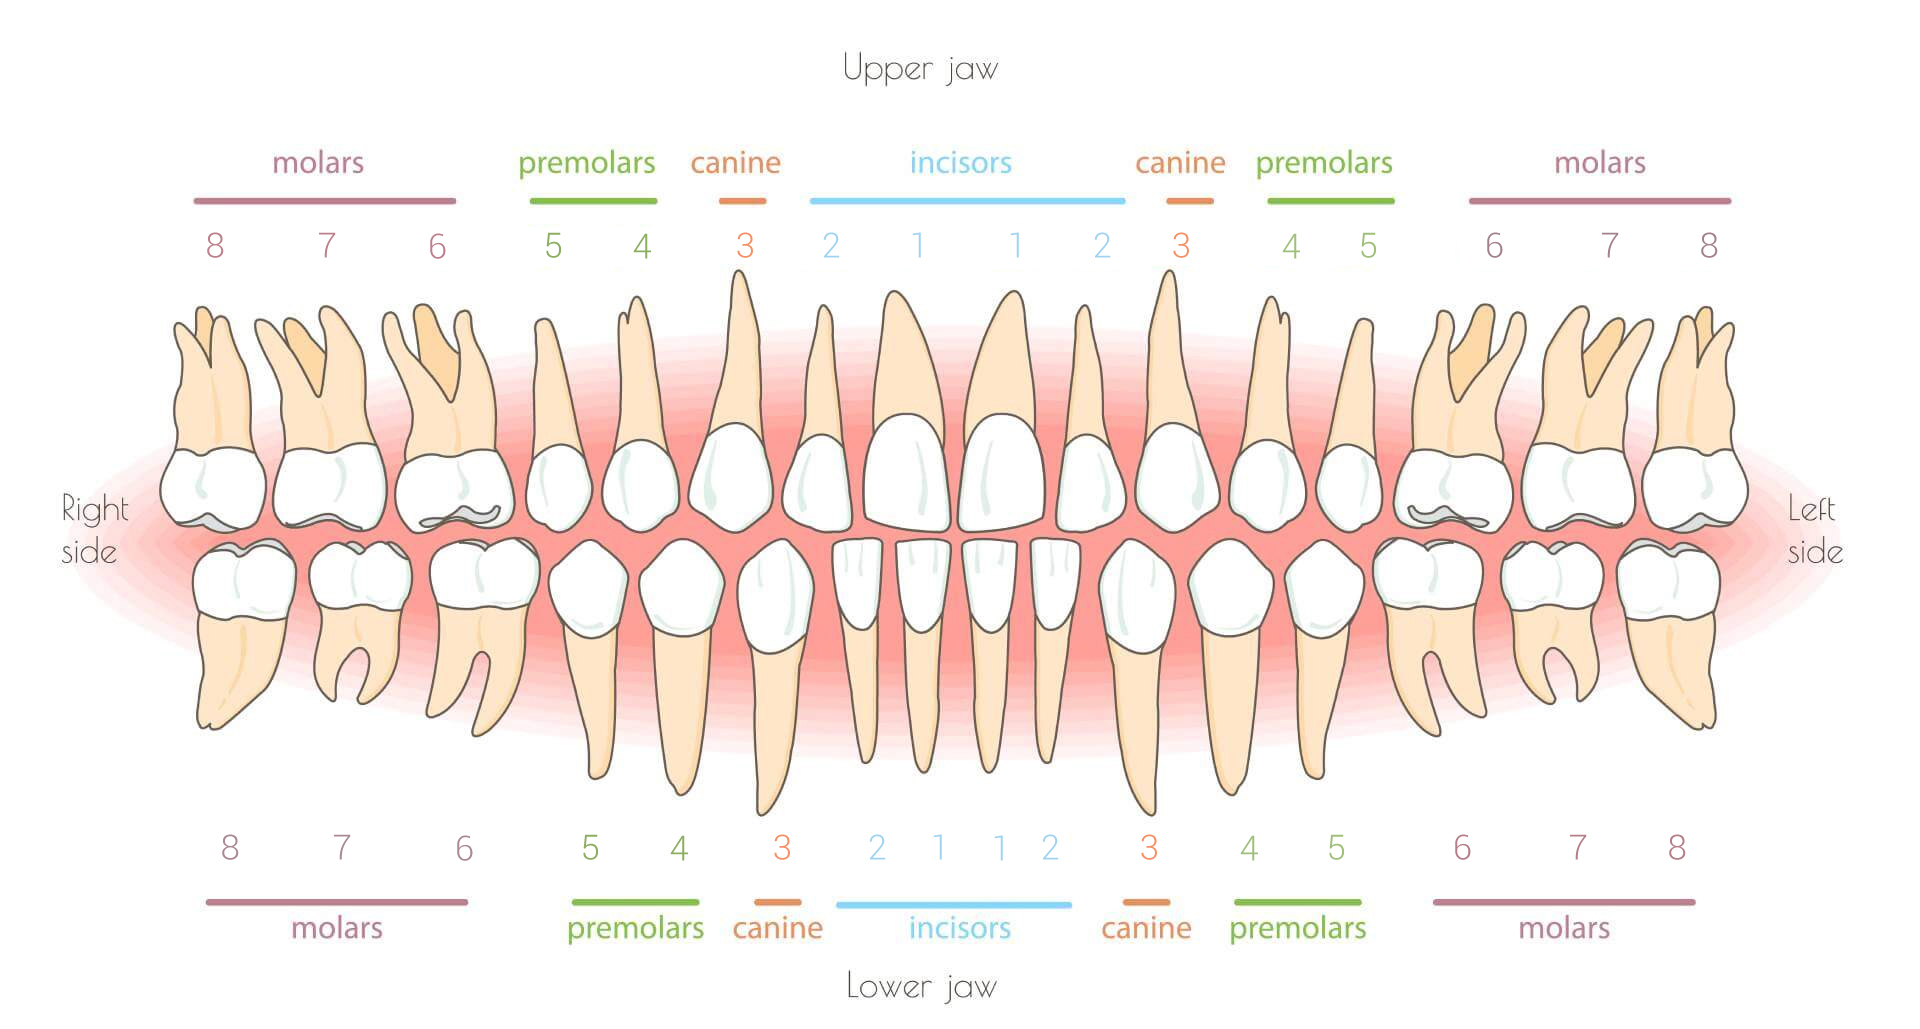 Upper jaw
molars premolars canine incisors canine premolars molars
8 7 6 5 4 3 2 1 1 2 3 4 5 6 7 8
Right
side
Left
side
8 7 6 5 4 3 2 1 1 2 3 4 5 6 7 8
molars premolars canine incisors canine premolars molars
Lower jaw